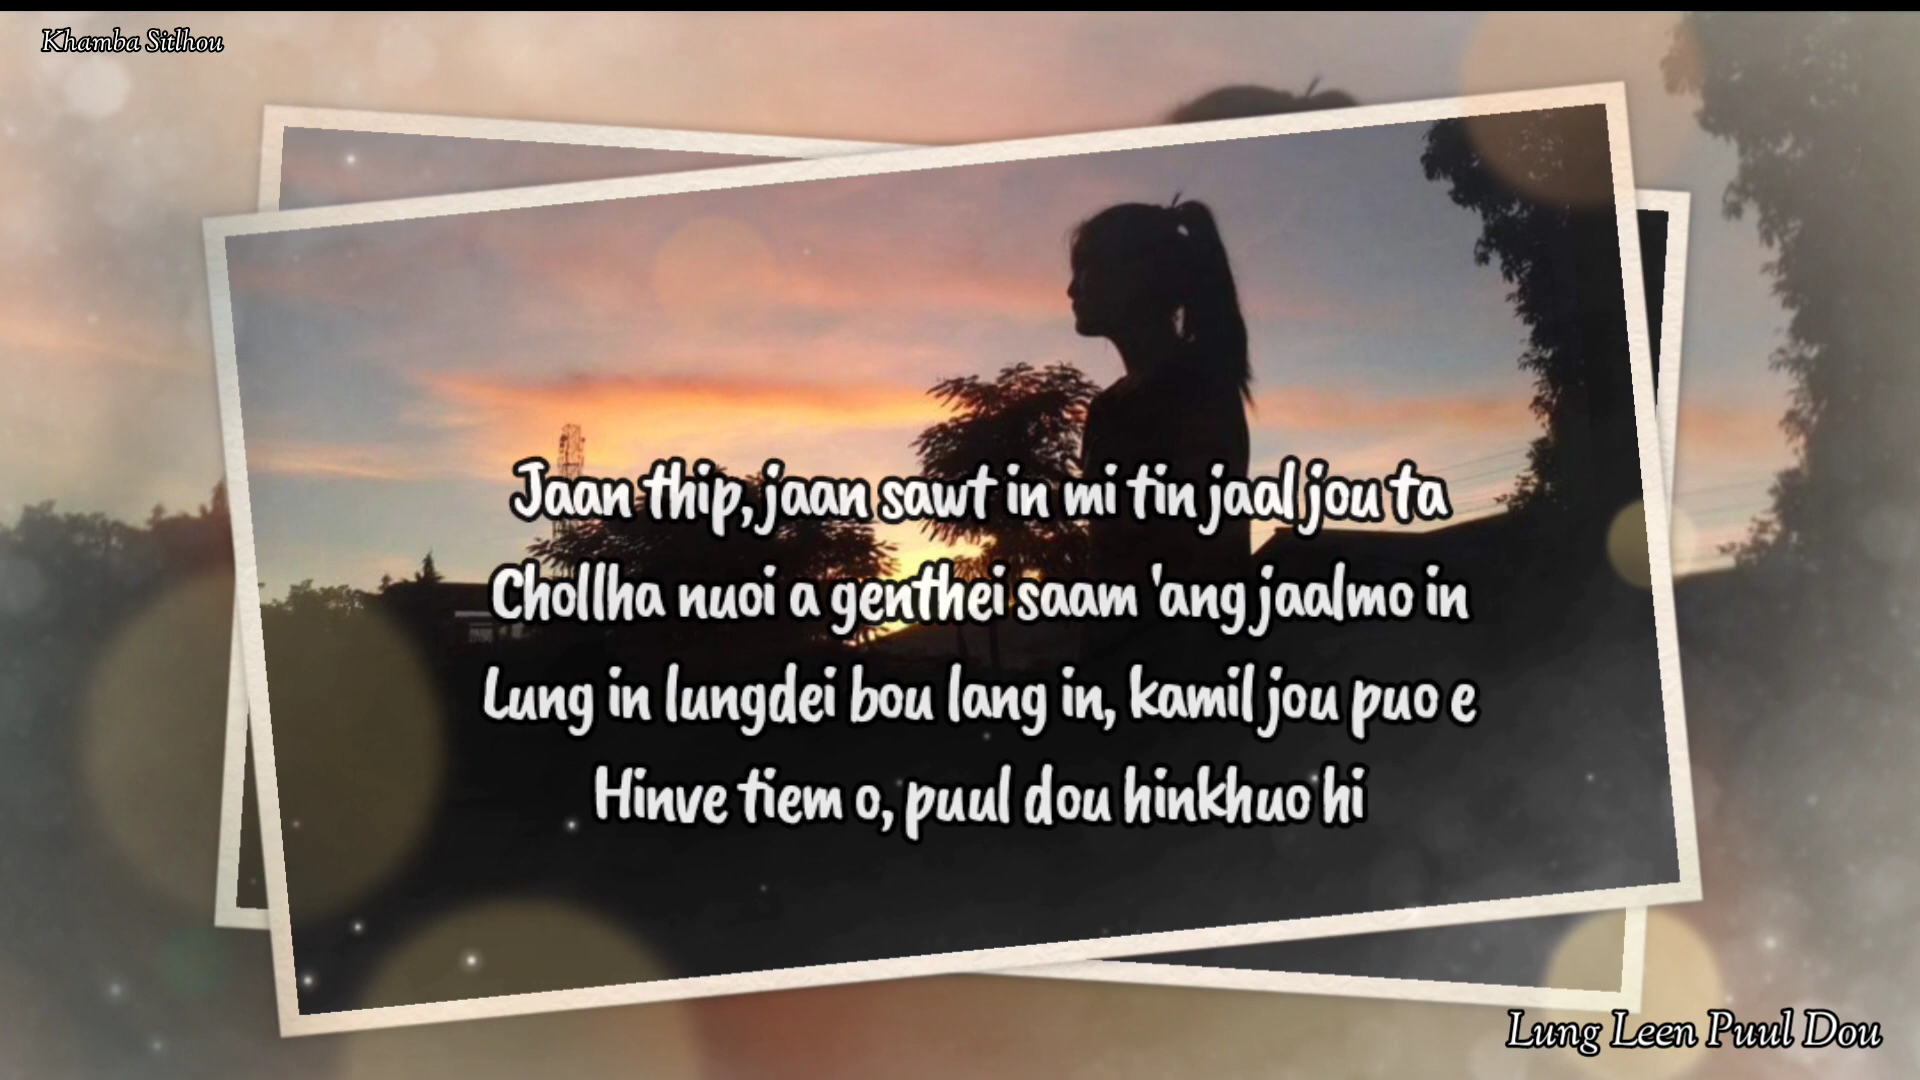 Khamba Sitlhou
Jaan thip, jaan sawt in mi tin jaal jou ta
Chollha nuoi a genthei saam 'ang jaalmo in
Lung in lungdei bou lang in, kamil jou puo e
Hinve tiem o, puul dou hinkhuo hi
Lung Leen Puul Dou